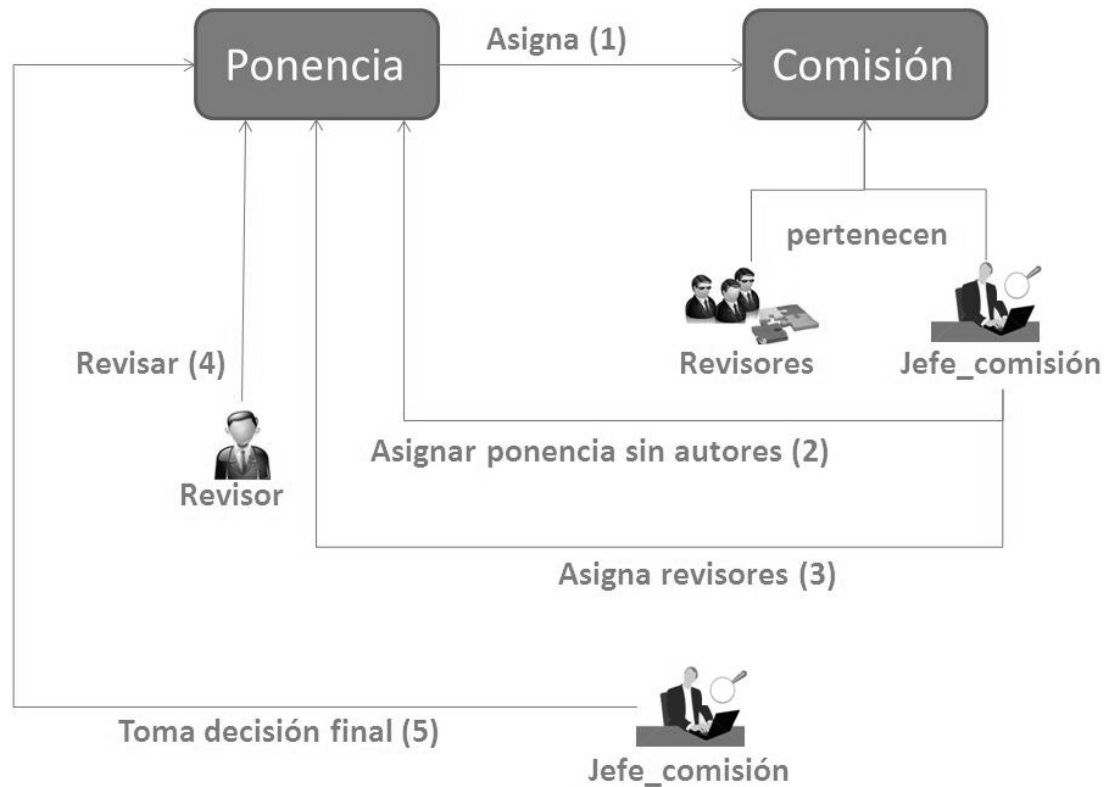 Asigna (1)
Ponencia
Comisión
pertenecen
Revisores
Jefe_comisión
Revisar (4)
Revisor
Asignar ponencia sin autores (2)
Asigna revisores (3)
Toma decisión final (5)
Jefe_comisión